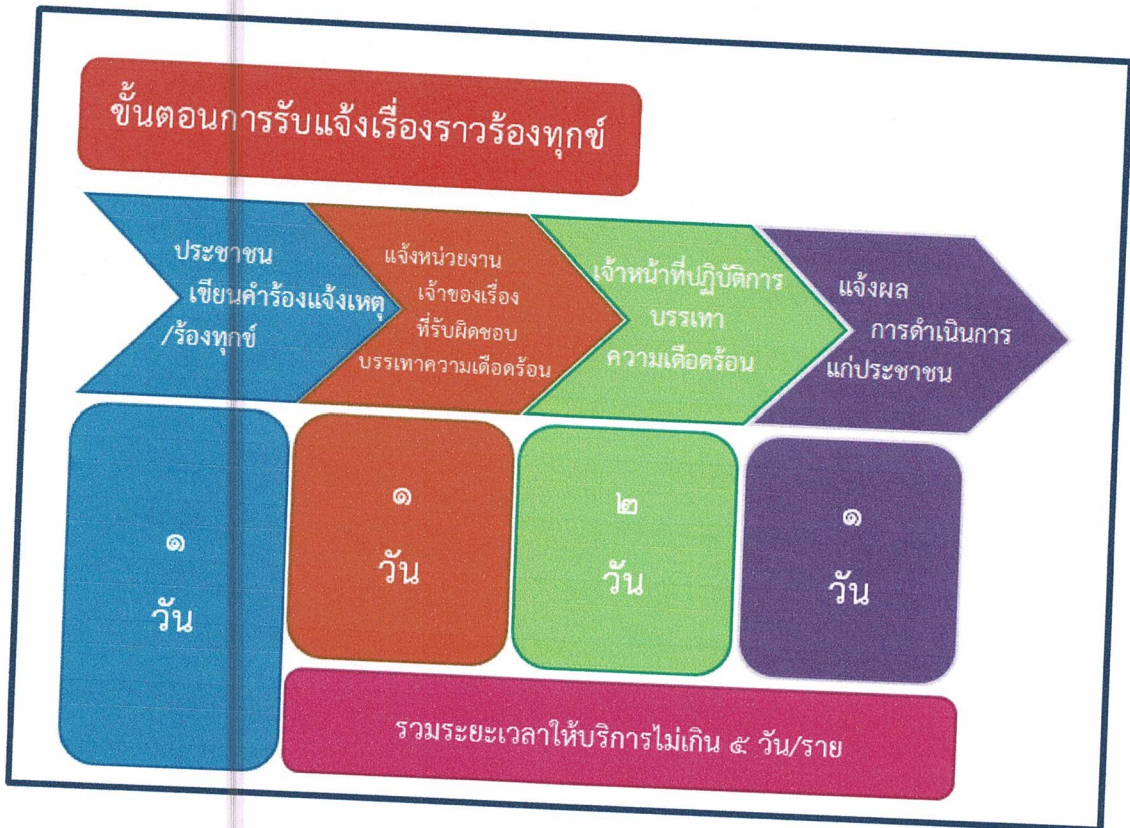 ขั้นตอนการรับแจ้งเรื่องราวร้องทุกข์
ประชาชน
เขียนคำร้องแจ้งเหตุ
/ร้องทุกข์
แจ้งหน่วยงาน
เจ้าของเรื่อง
ที่รับผิดชอบ
บรรเทาความเดือดร้อน
เจ้าหน้าที่ปฏิบัติการ
บรรเทา
ความเดือดร้อน
แจ้งผล
การดำเนินการ
แก่ประชาชน
๑
วัน
๑
วัน
๒
วัน
๑
วัน
รวมระยะเวลาให้บริการไม่เกิน ๕ วัน/ราย